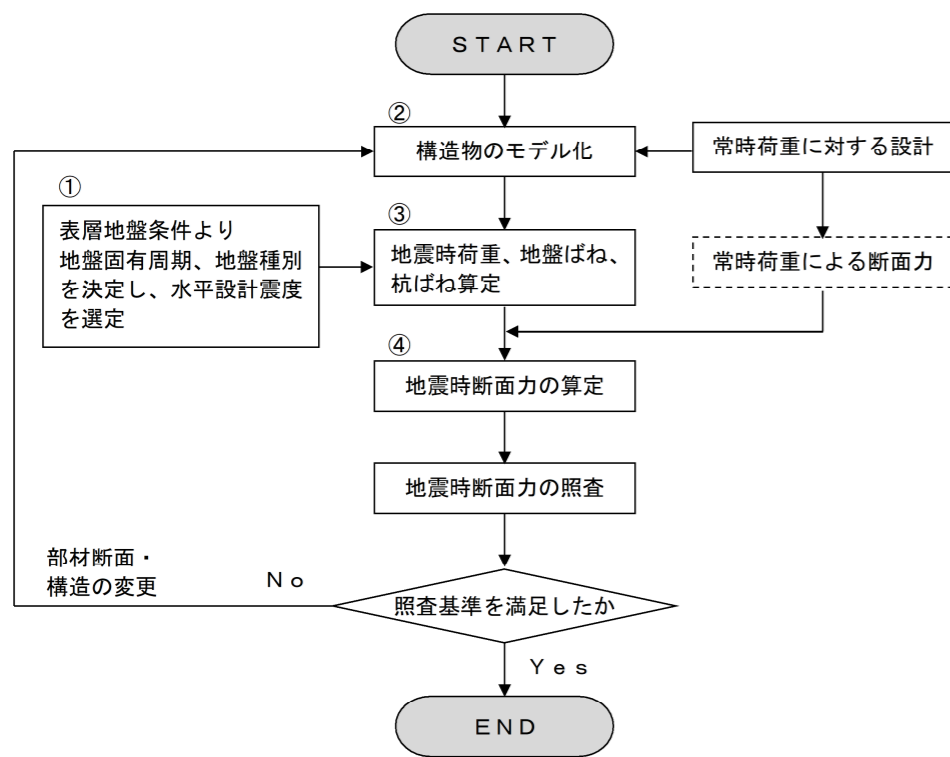 ＳＴＡＲＴ
②
構造物のモデル化
常時荷重に対する設計
①
表層地盤条件より
地盤固有周期、地盤種別
を決定し、水平設計震度
を選定
③
地震時荷重、地盤ばね、
杭ばね算定
常時荷重による断面力
④
地震時断面力の算定
地震時断面力の照査
部材断面・
構造の変更
Ｎｏ
照査基準を満足したか
Ｙｅｓ
ＥＮＤ